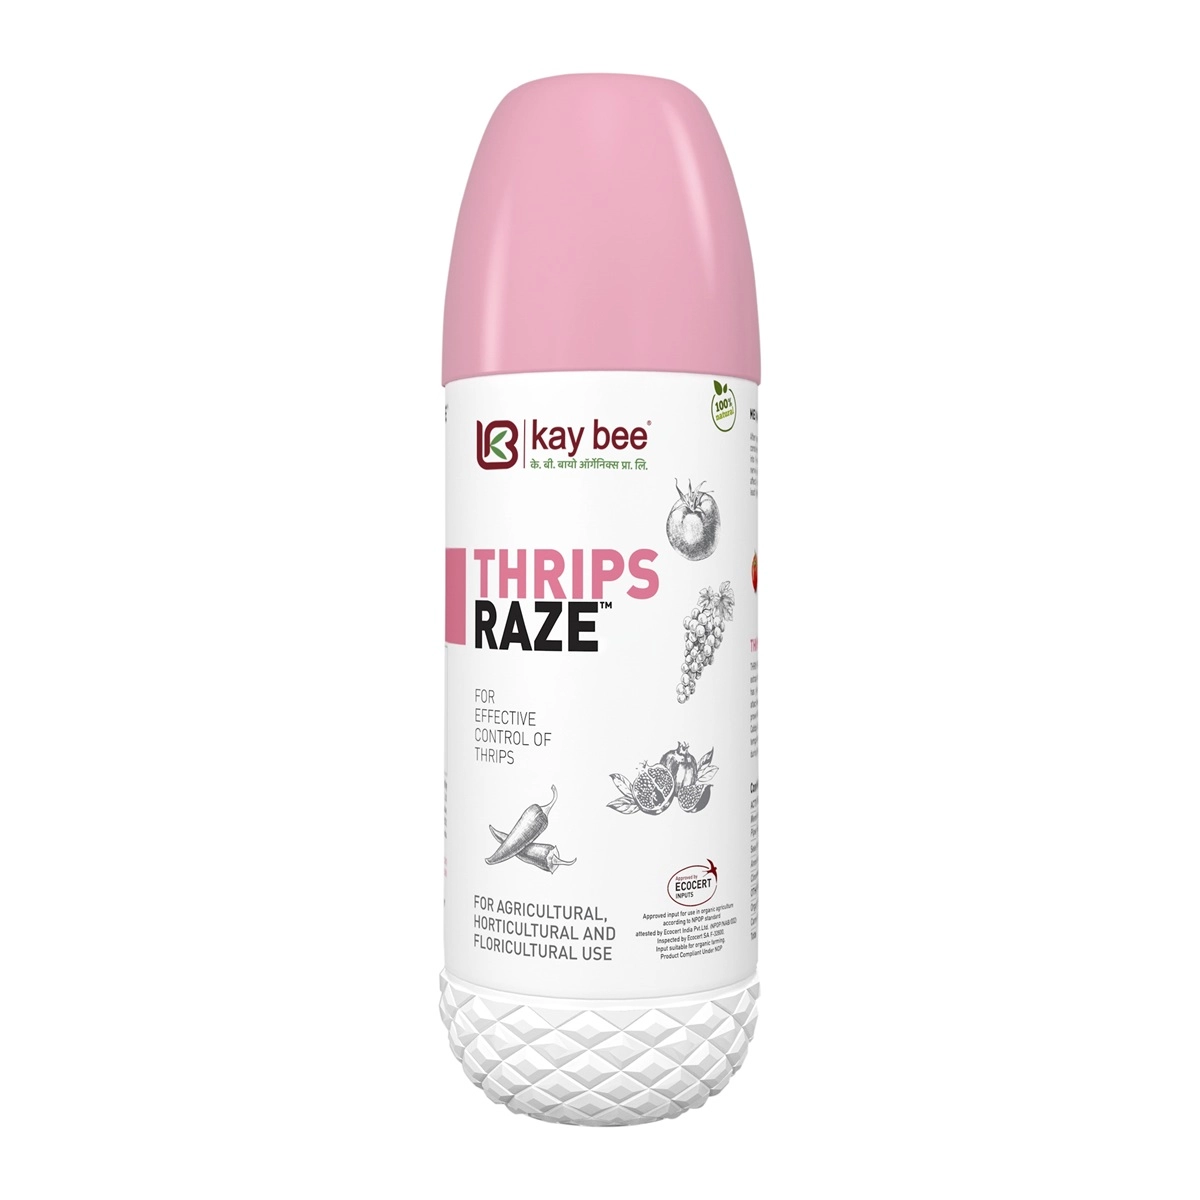 100%
natural
kay bee®
के. बी. बायो ऑर्गेनिक्स प्रा. लि.
THRIPS
RAZE™
FOR
EFFECTIVE
CONTROL OF
THRIPS
Approved by
ECOCERT
INPUTS
FOR AGRICULTURAL,
HORTICULTURAL AND
FLORICULTURAL USE
Approved input for use in organic agriculture
according to NPOP standard
attested by Ecocert India Pvt.Ltd.
Inspected by Ecocert SA F-32600.
Input suitable for organic farming.
Product Compliant Under NOP